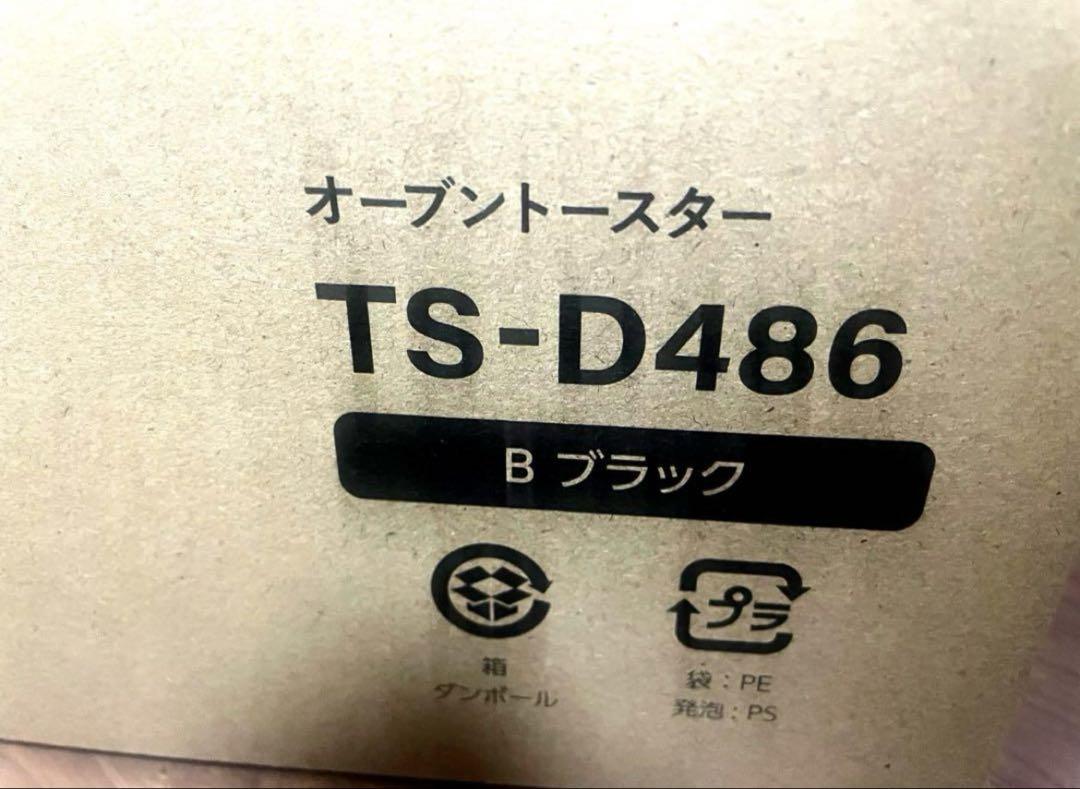 オーブントースター
TS-D486
B ブラック
プラ
箱
ダンボール
袋：PE
発泡：PS